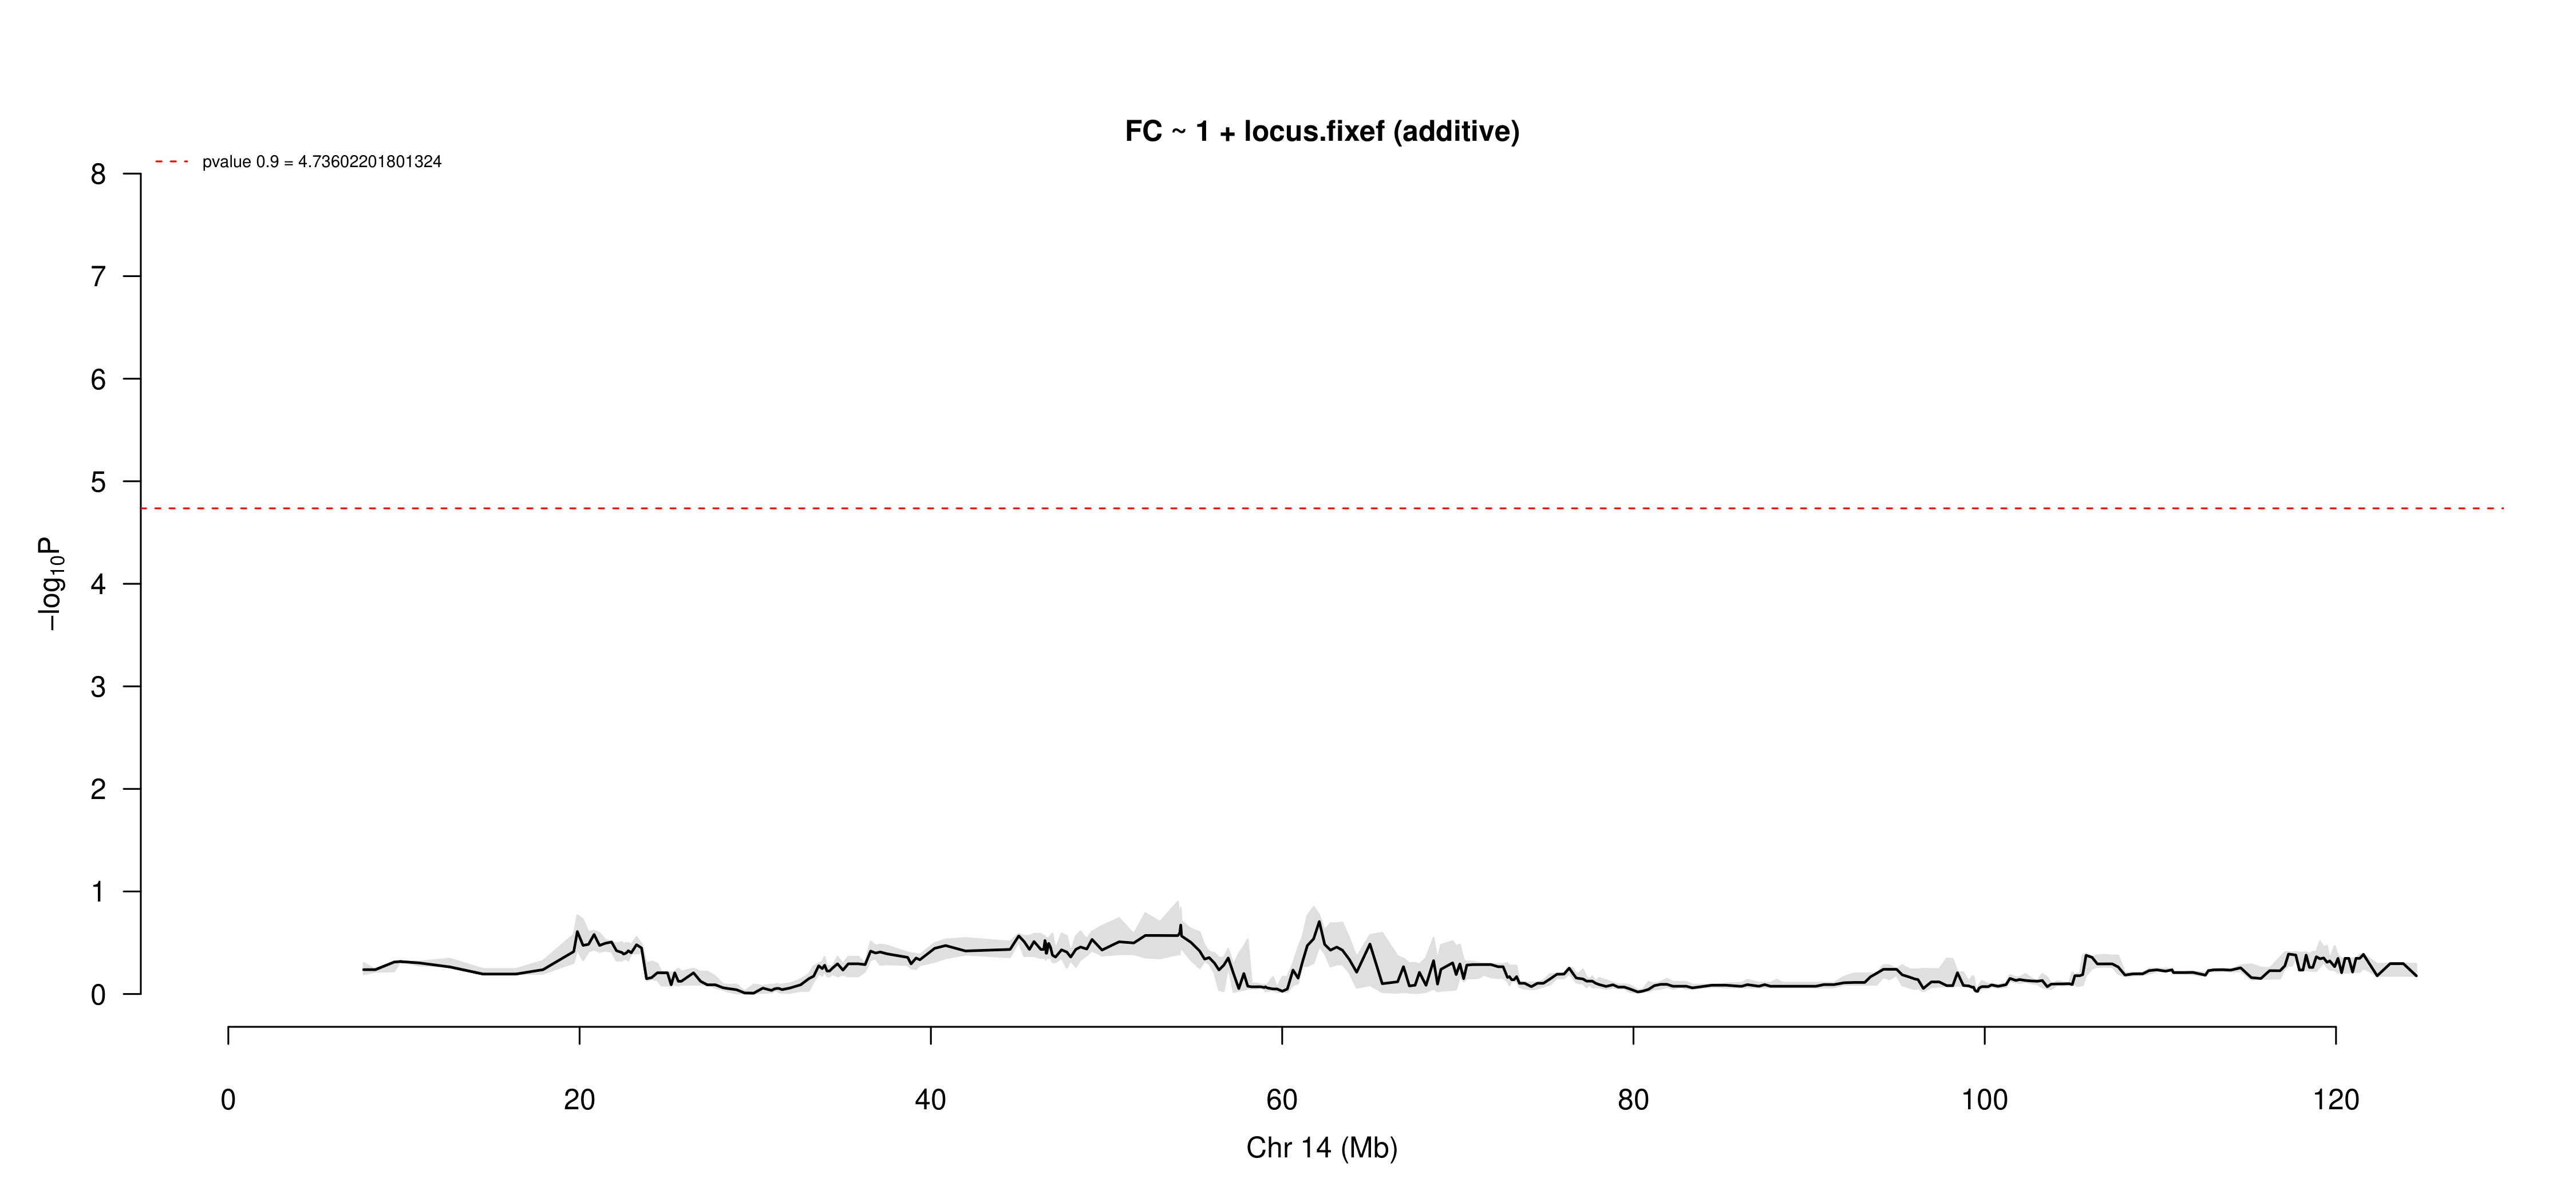 FC ~ 1 + locus.fixef (additive)
pvalue 0.9 = 4.73602201801324
8
7
6
5
4
3
2
1
0
−log10P
0 20 40 60 80 100 120
Chr 14 (Mb)